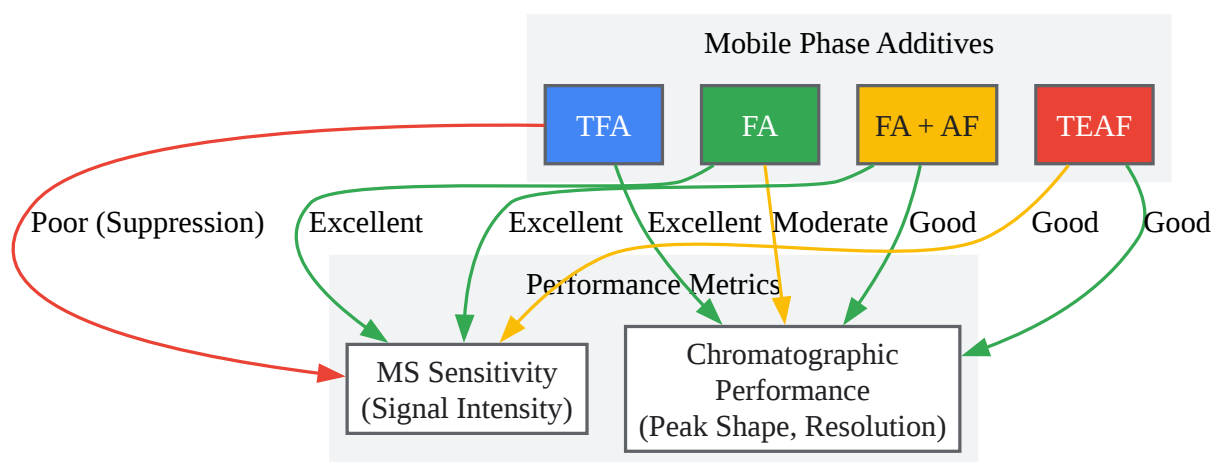 Mobile Phase Additives
TFA
FA
FA + AF
TEAF
Poor (Suppression)
Excellent
Excellent
Excellent
Moderate
Good
Good
Good
Performance Metrics
MS Sensitivity
(Signal Intensity)
Chromatographic
Performance
(Peak Shape, Resolution)